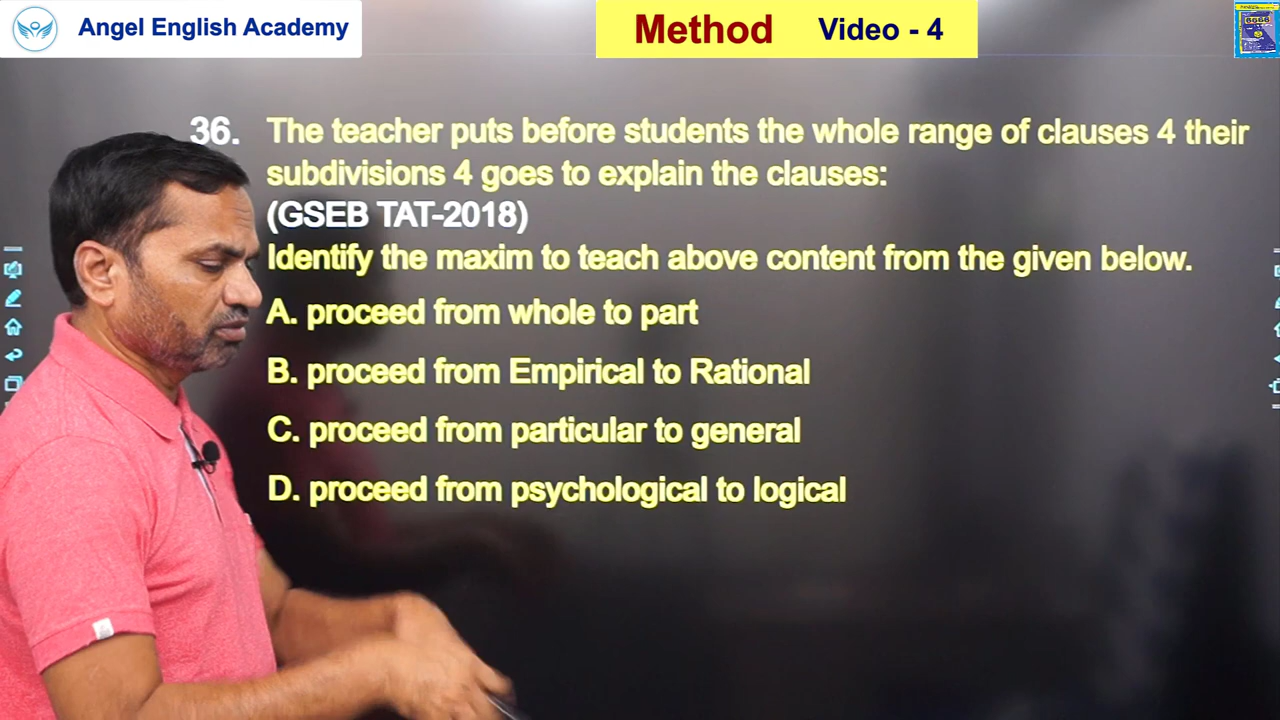 Angel English Academy
Method Video - 4
36. The teacher puts before students the whole range of clauses 4 their
subdivisions 4 goes to explain the clauses:
(GSEB TAT-2018)
Identify the maxim to teach above content from the given below.
A. proceed from whole to part
B. proceed from Empirical to Rational
C. proceed from particular to general
D. proceed from psychological to logical